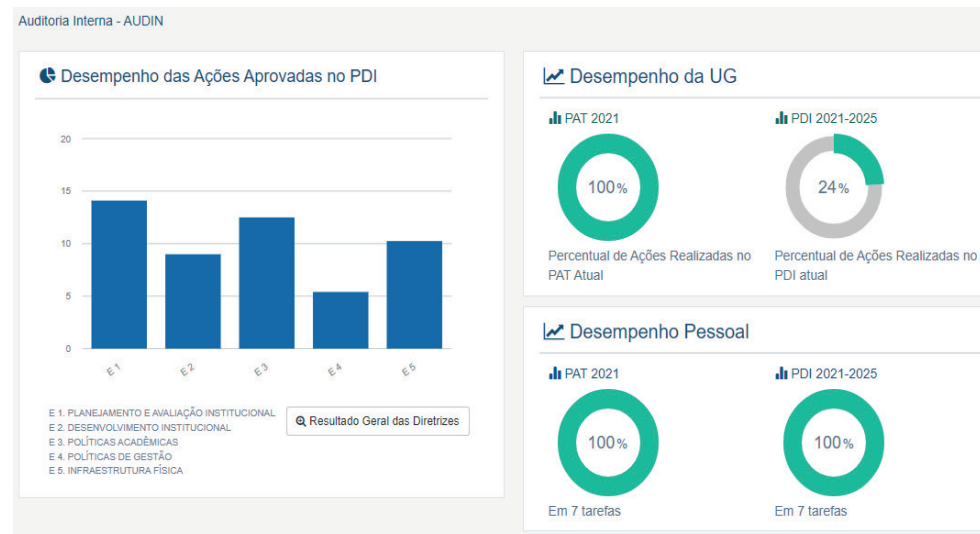 Auditoria Interna - AUDIN
Desempenho das Ações Aprovadas no PDI
20
15
10
5
0
E 1
E 2
E 3
E 4
E 5
E 1. PLANEJAMENTO E AVALIAÇÃO INSTITUCIONAL
E 2. DESENVOLVIMENTO INSTITUCIONAL
E 3. POLÍTICAS ACADÊMICAS
E 4. POLÍTICAS DE GESTÃO
E 5. INFRAESTRUTURA FÍSICA
Resultado Geral das Diretrizes
Desempenho da UG
PAT 2021
100%
Percentual de Ações Realizadas no
PAT Atual
PDI 2021-2025
24%
Percentual de Ações Realizadas no
PDI atual
Desempenho Pessoal
PAT 2021
100%
Em 7 tarefas
PDI 2021-2025
100%
Em 7 tarefas